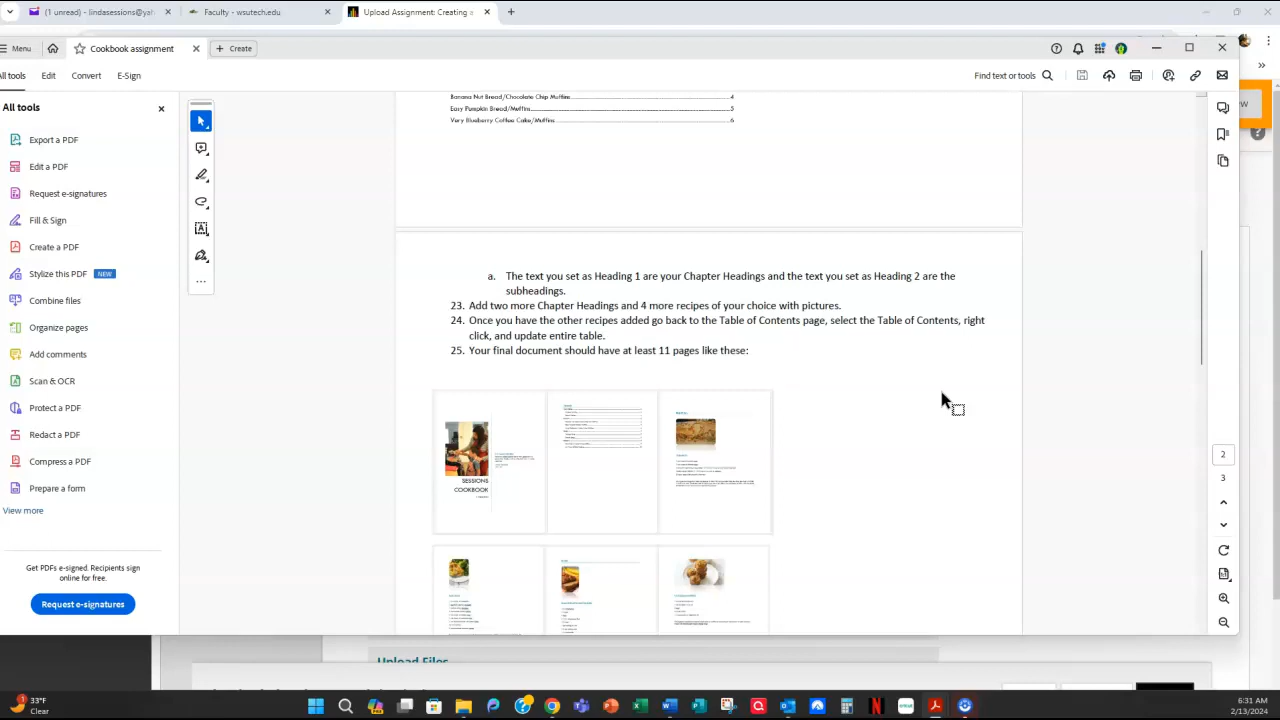 (1 unread) - lindasessions@yal
Faculty - wsutech.edu
Upload Assignment: Creating a
Menu
Cookbook assignment
Create
All tools
Edit
Convert
E-Sign
Find text or tools
All tools
Export a PDF
Edit a PDF
Request e-signatures
Fill & Sign
Create a PDF
Stylize this PDF NEW
Combine files
Organize pages
Add comments
Scan & OCR
Protect a PDF
Redact a PDF
Compress a PDF
Prepare a form
View more
Get PDFs e-signed. Recipients sign
online for free.
Request e-signatures
Banana Nut Bread/Chocolate Chip Muffins 4
Easy Pumpkin Bread/Muffins 5
Very Blueberry Coffee Cake/Muffins 6
a. The text you set as Heading 1 are your Chapter Headings and the text you set as Heading 2 are the
subheadings.
23. Add two more Chapter Headings and 4 more recipes of your choice with pictures.
24. Once you have the other recipes added go back to the Table of Contents page, select the Table of Contents, right
click, and update entire table.
25. Your final document should have at least 11 pages like these:
SESSIONS
COOKBOOK
2
3
Upload Files
33°F
Clear
6:31 AM
2/13/2024